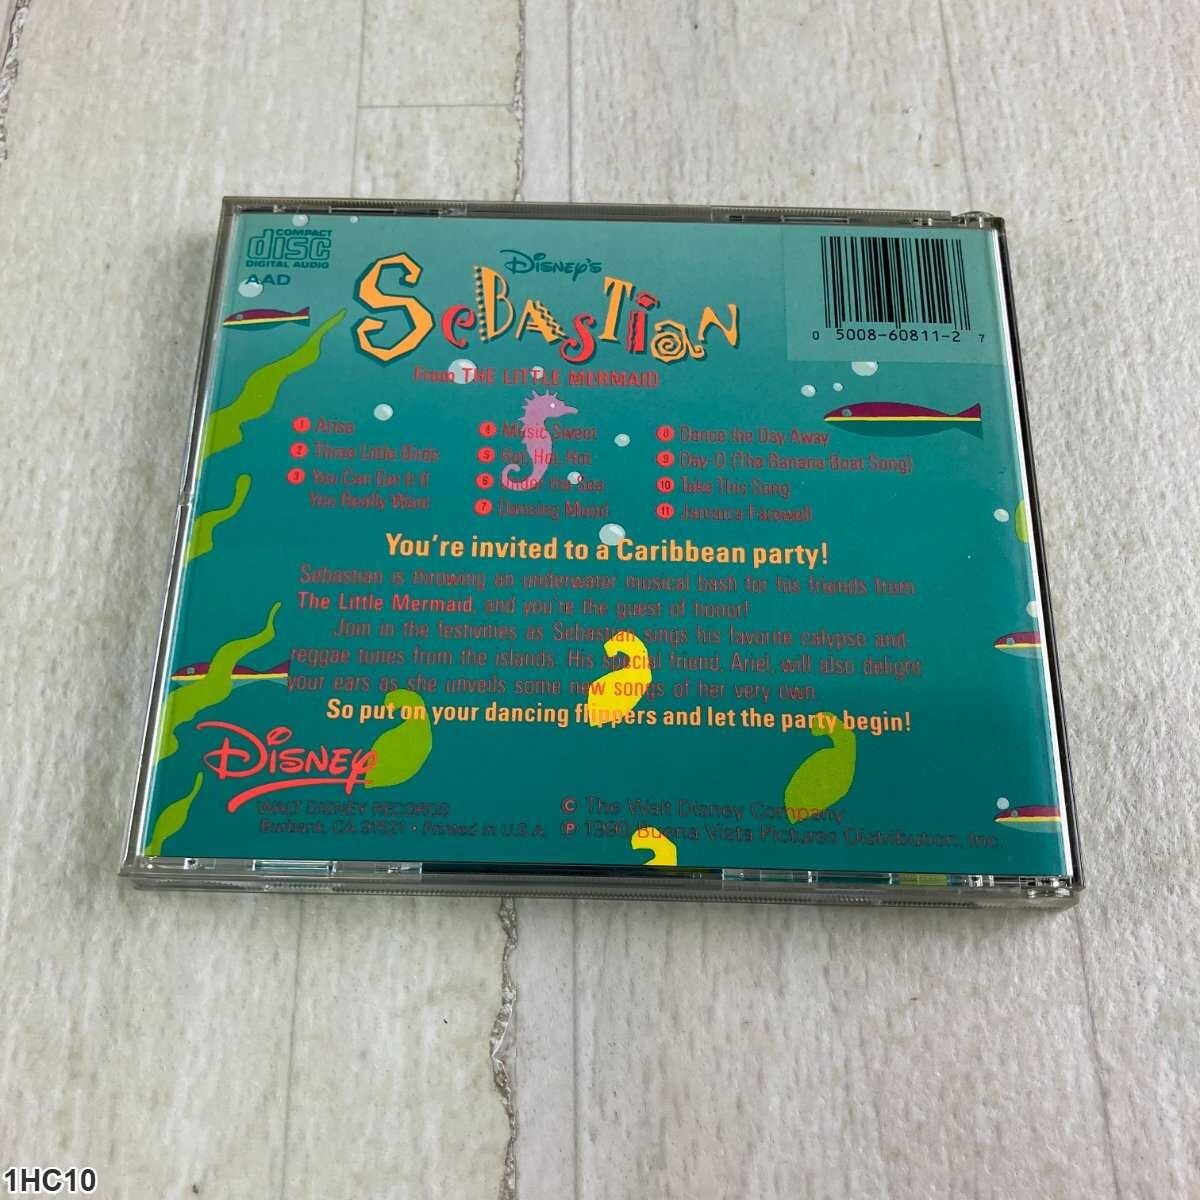 COMPACT
disc
DIGITAL AUDIO
AAD
Disney's
Sebastian
From THE LITTLE MERMAID
0 5008-60811-2 7
1 Arise
2 Three Little Birds
3 You Can Get It If
You Really Want
4 Music Sweet
5 Hot Hot Hot
6 Under the Sea
7 Dancing Mood
8 Dance the Day Away
9 Day-O (The Banana Boat Song)
10 Take This Song
11 Jamaica Farewell
You're invited to a Caribbean party!
Sebastian is throwing an underwater musical bash for his friends from
The Little Mermaid, and you're the guest of honor!
Join in the festivities as Sebastian sings his favorite calypso and
reggae tunes from the islands. His special friend, Ariel, will also delight
your ears as she unveils some new songs of her very own.
So put on your dancing flippers and let the party begin!
Disney
WALT DISNEY RECORDS
Burbank, CA 91521 • Printed in U.S.A.
© The Walt Disney Company
℗ 1990 Buena Vista Pictures Distribution, Inc.
1HC10